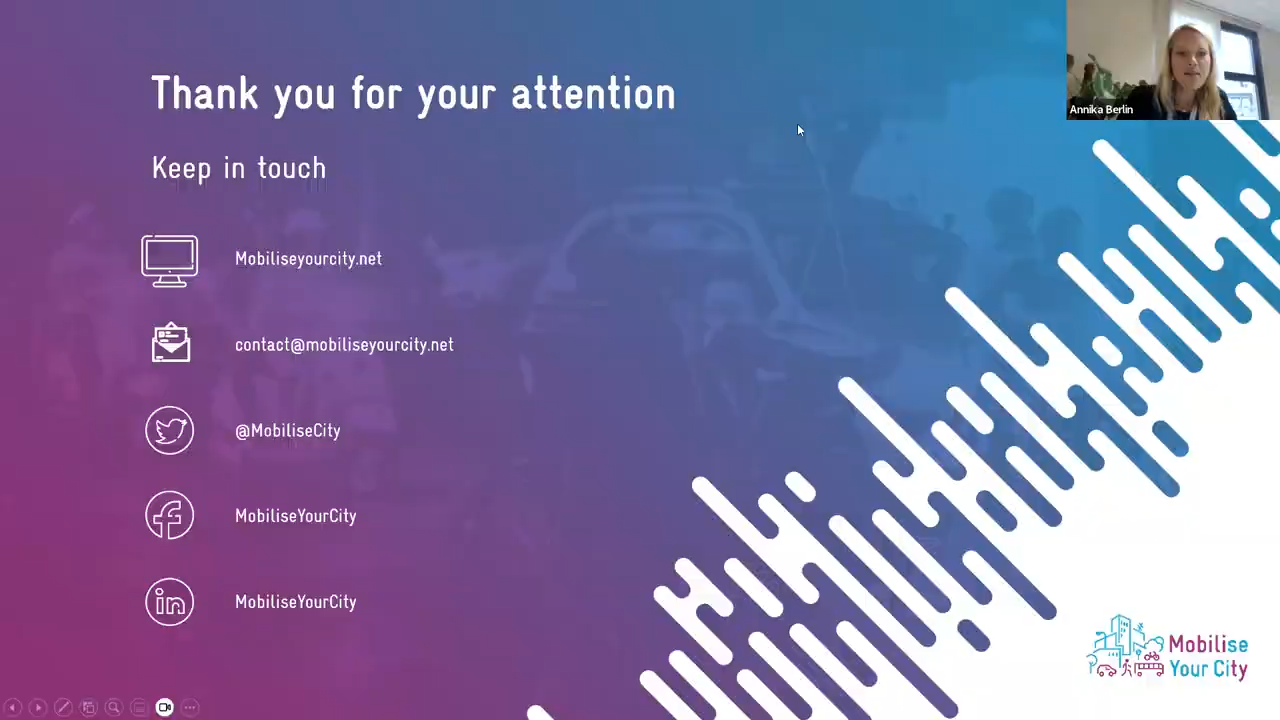 Thank you for your attention
Annika Berlin
Keep in touch
Mobiliseyourcity.net
contact@mobiliseyourcity.net
@MobiliseCity
MobiliseYourCity
MobiliseYourCity
Mobilise
Your City